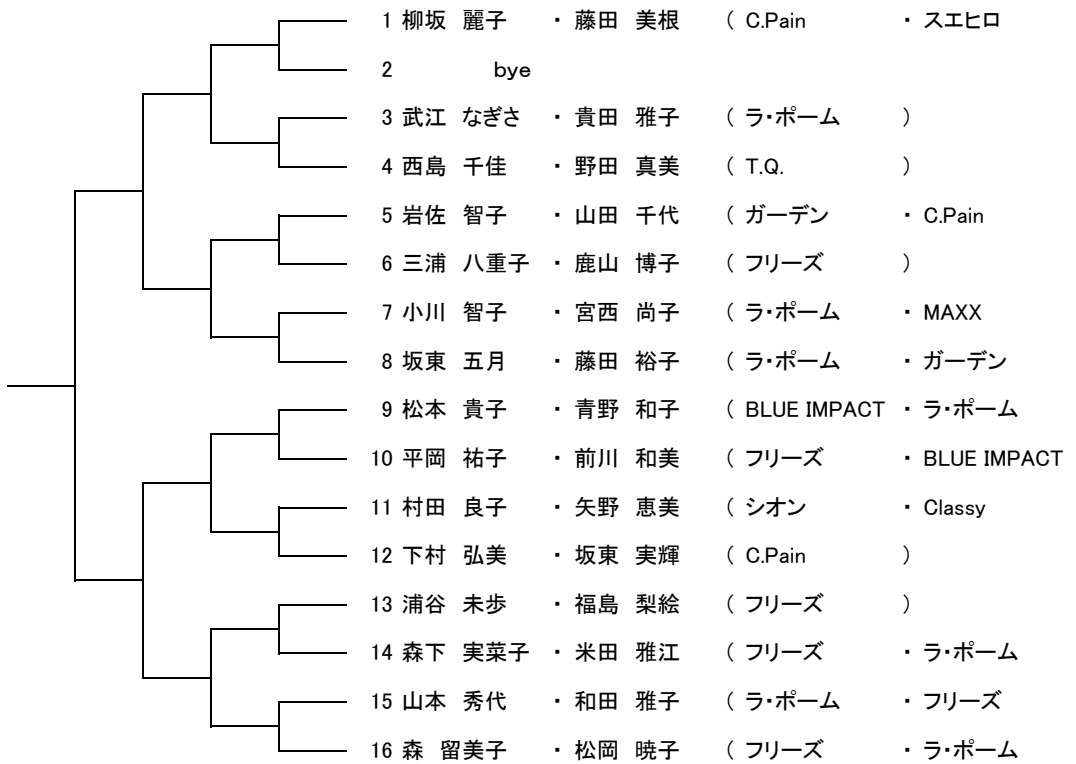 1 柳坂 麗子 ・ 藤田 美根 ( C.Pain ・ スエヒロ
2 bye
3 武江 なぎさ ・ 貴田 雅子 ( ラ・ポーム )
4 西島 千佳 ・ 野田 真美 ( T.Q. )
5 岩佐 智子 ・ 山田 千代 ( ガーデン ・ C.Pain
6 三浦 八重子 ・ 鹿山 博子 ( フリーズ )
7 小川 智子 ・ 宮西 尚子 ( ラ・ポーム ・ MAXX
8 坂東 五月 ・ 藤田 裕子 ( ラ・ポーム ・ ガーデン
9 松本 貴子 ・ 青野 和子 ( BLUE IMPACT ・ ラ・ポーム
10 平岡 祐子 ・ 前川 和美 ( フリーズ ・ BLUE IMPACT
11 村田 良子 ・ 矢野 恵美 ( シオン ・ Classy
12 下村 弘美 ・ 坂東 実輝 ( C.Pain )
13 浦谷 未歩 ・ 福島 梨絵 ( フリーズ )
14 森下 実菜子 ・ 米田 雅江 ( フリーズ ・ ラ・ポーム
15 山本 秀代 ・ 和田 雅子 ( ラ・ポーム ・ フリーズ
16 森 留美子 ・ 松岡 暁子 ( フリーズ ・ ラ・ポーム